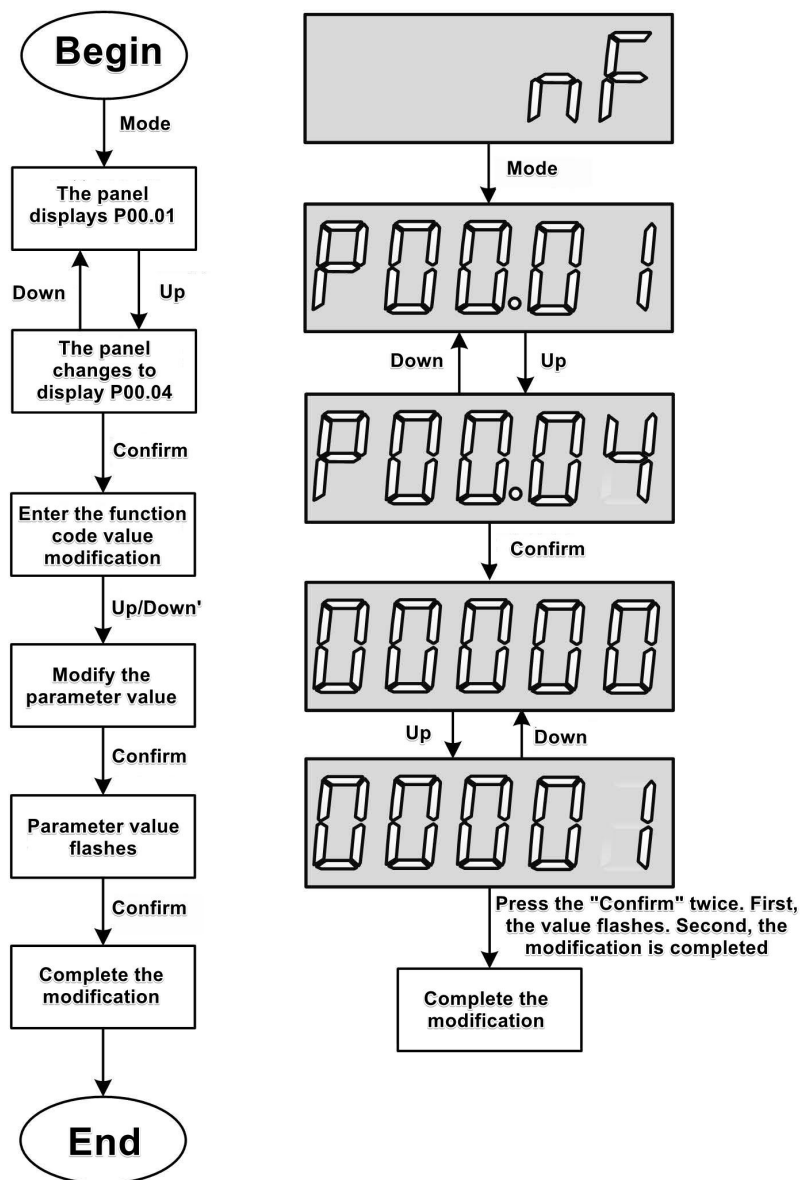 Begin
Mode
The panel
displays P00.01
Down
Up
The panel
changes to
display P00.04
Confirm
Enter the function
code value
modification
Up/Down'
Modify the
parameter value
Confirm
Parameter value
flashes
Confirm
Complete the
modification
End
nF
Mode
P00.01
Down
Up
P00.04
Confirm
00000
Up
Down
00001
Press the "Confirm" twice. First,
the value flashes. Second, the
modification is completed
Complete the
modification